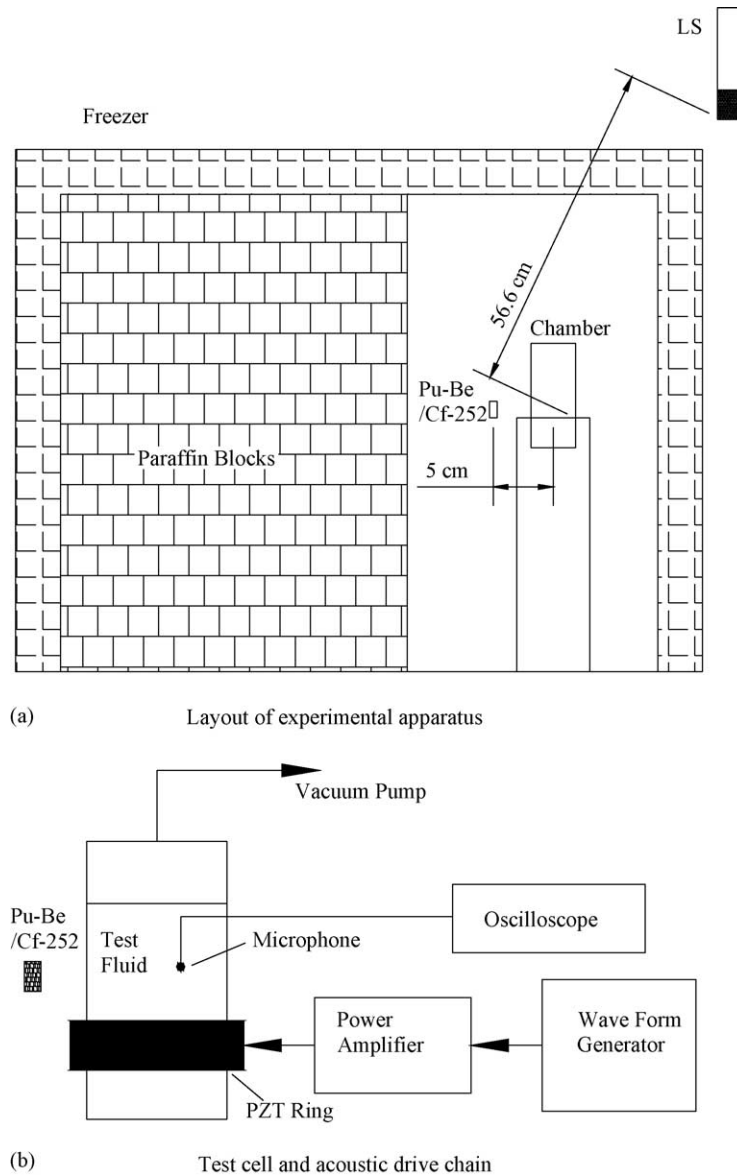 LS
Freezer
56.6 cm
Chamber
Pu-Be
/Cf-252
Paraffin Blocks
5 cm
(a) Layout of experimental apparatus
Vacuum Pump
Pu-Be
/Cf-252
Test
Fluid
Microphone
Oscilloscope
Power
Amplifier
Wave Form
Generator
PZT Ring
(b) Test cell and acoustic drive chain